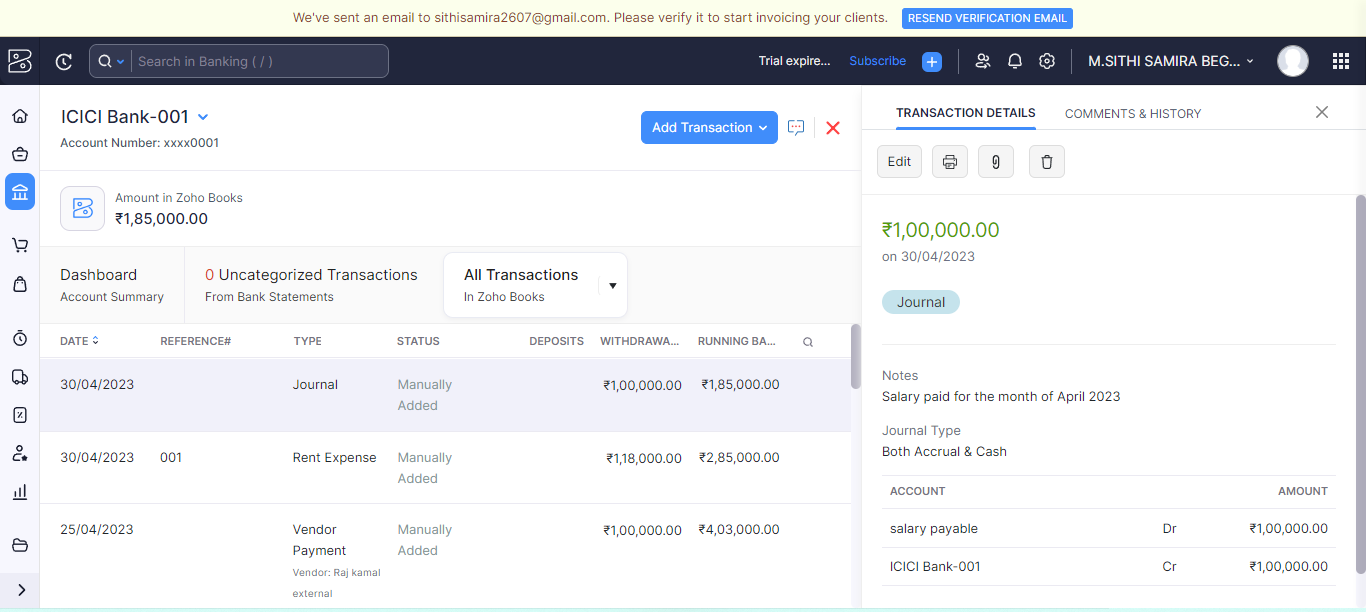 We've sent an email to sithisamira2607@gmail.com. Please verify it to start invoicing your clients. RESEND VERIFICATION EMAIL
Search in Banking ( / )
Trial expire... Subscribe
M.SITHI SAMIRA BEG...
ICICI Bank-001
Account Number: xxxx0001
Add Transaction
Amount in Zoho Books
₹1,85,000.00
Dashboard
Account Summary
0 Uncategorized Transactions
From Bank Statements
All Transactions
In Zoho Books
DATE REFERENCE# TYPE STATUS DEPOSITS WITHDRAWA... RUNNING BA...
30/04/2023 Journal Manually Added ₹1,00,000.00 ₹1,85,000.00
30/04/2023 001 Rent Expense Manually Added ₹1,18,000.00 ₹2,85,000.00
25/04/2023 Vendor Payment Manually Added ₹1,00,000.00 ₹4,03,000.00
Vendor: Raj kamal
external
TRANSACTION DETAILS COMMENTS & HISTORY
Edit
₹1,00,000.00
on 30/04/2023
Journal
Notes
Salary paid for the month of April 2023
Journal Type
Both Accrual & Cash
ACCOUNT AMOUNT
salary payable Dr ₹1,00,000.00
ICICI Bank-001 Cr ₹1,00,000.00